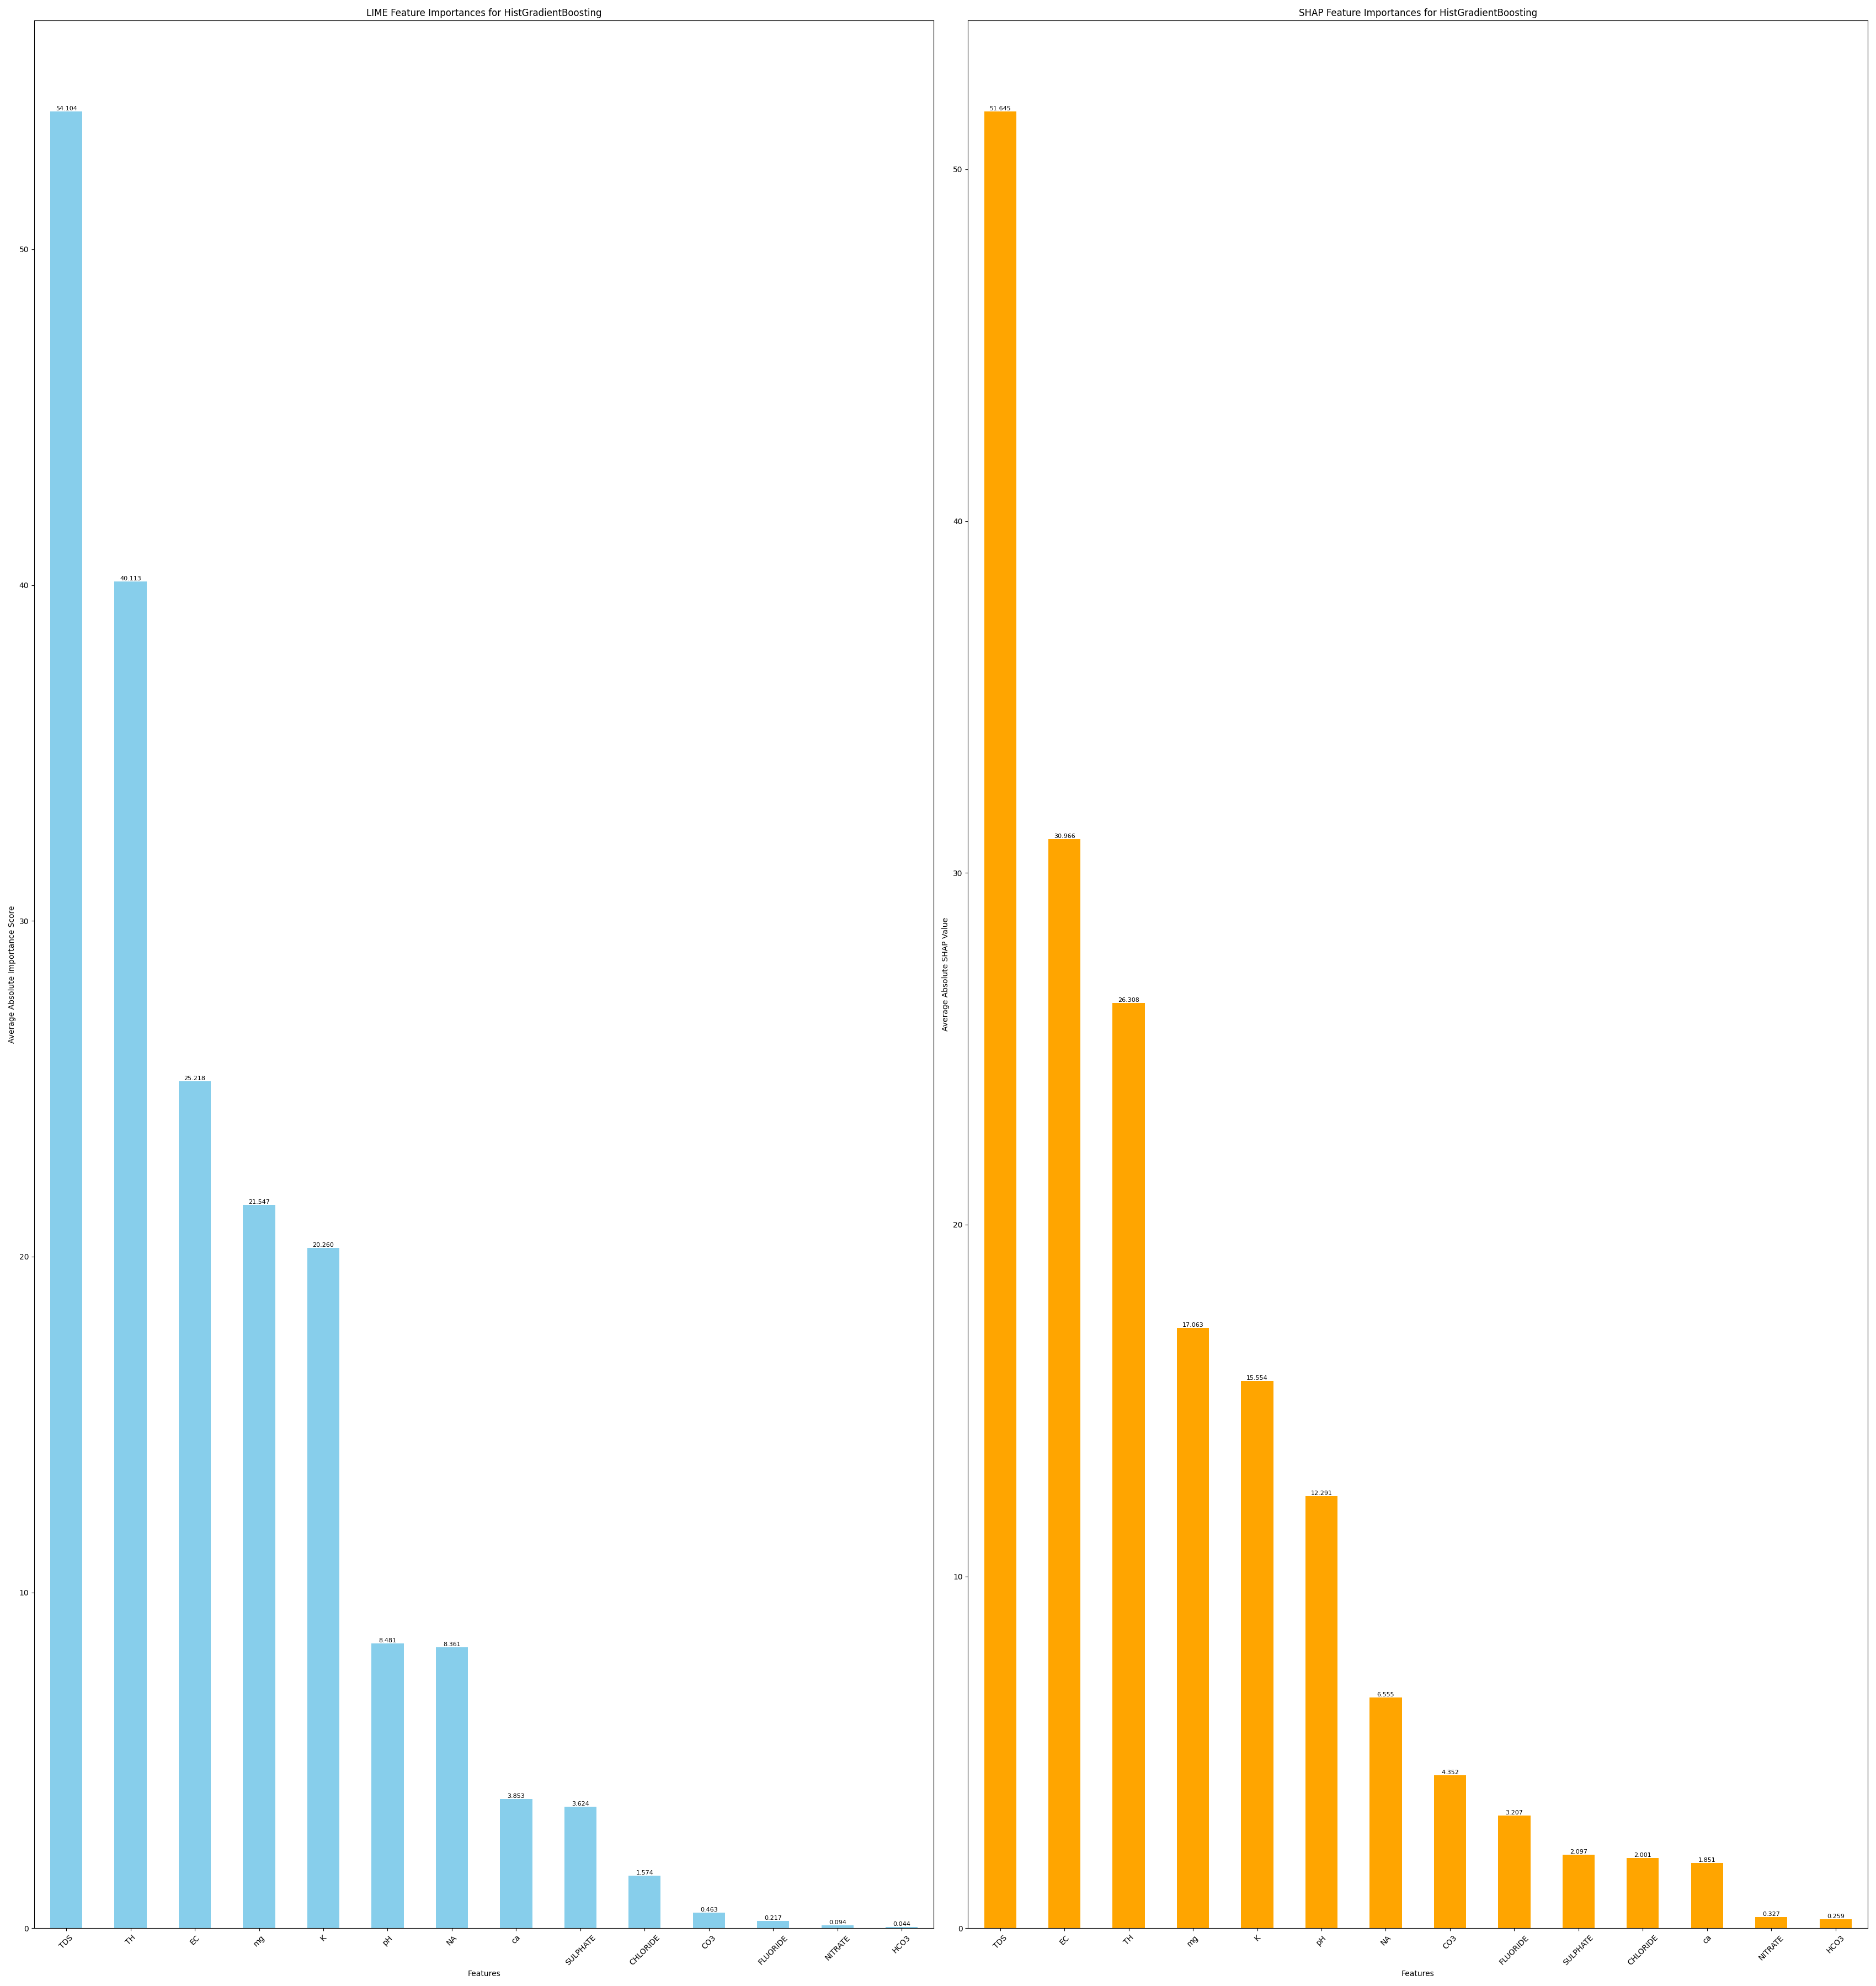 LIME Feature Importances for HistGradientBoosting
Average Absolute Importance Score
50
40
30
20
10
0
54.104
40.113
25.218
21.547
20.260
8.481
8.361
3.853
3.624
1.574
0.463
0.217
0.094
0.044
TDS
TH
EC
mg
K
pH
NA
ca
SULPHATE
CHLORIDE
CO3
FLUORIDE
NITRATE
HCO3
Features
SHAP Feature Importances for HistGradientBoosting
Average Absolute SHAP Value
50
40
30
20
10
0
51.645
30.966
26.308
17.063
15.554
12.291
6.555
4.352
3.207
2.097
2.001
1.851
0.327
0.259
TDS
EC
TH
mg
K
pH
NA
CO3
FLUORIDE
SULPHATE
CHLORIDE
ca
NITRATE
HCO3
Features